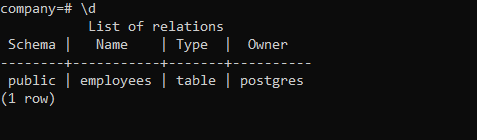 company=# \d
           List of relations
 Schema |   Name    | Type  |  Owner
--------+-----------+-------+----------
 public | employees | table | postgres
(1 row)